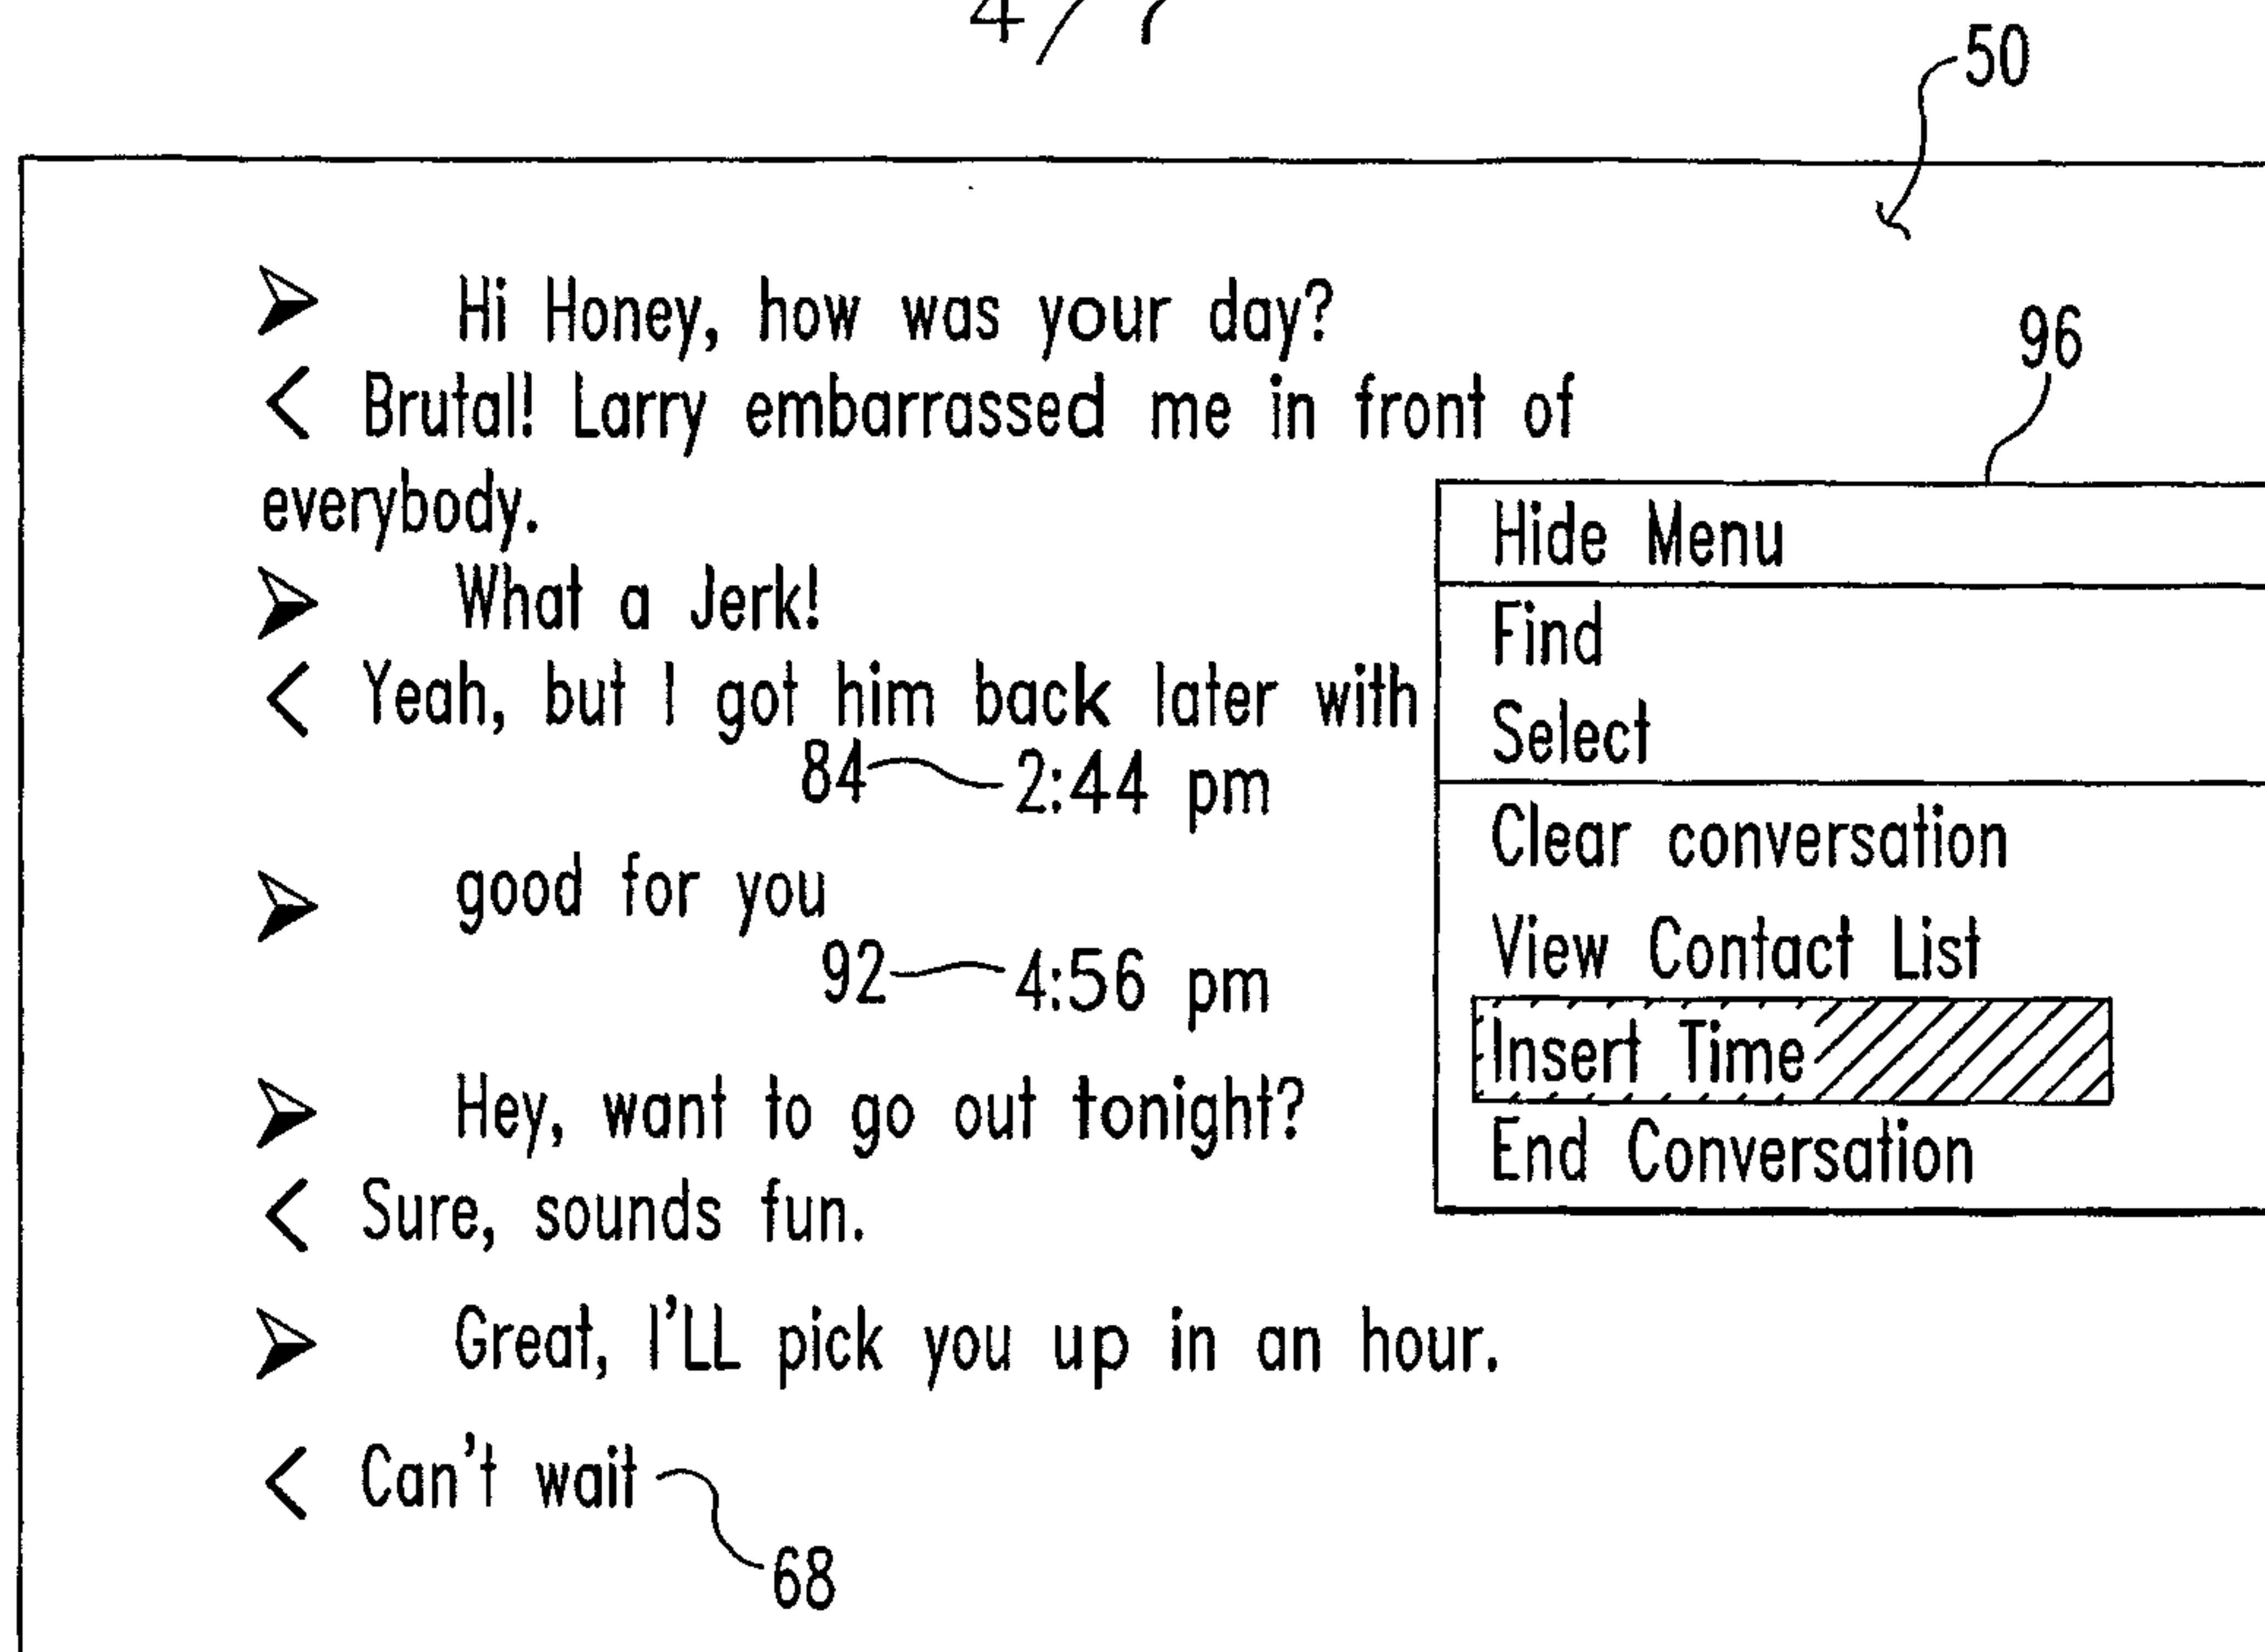 4/7
50
Hi Honey, how was your day?
96
< Brutal! Larry embarrassed me in front of
everybody.
Hide Menu
What a Jerk!
Find
< Yeah, but I got him back later with
Select
84 2:44 pm
Clear conversation
good for you
View Contact List
92 4:56 pm
Insert Time
Hey, want to go out tonight?
End Conversation
< Sure, sounds fun.
Great, I'LL pick you up in an hour.
< Can't wait
68